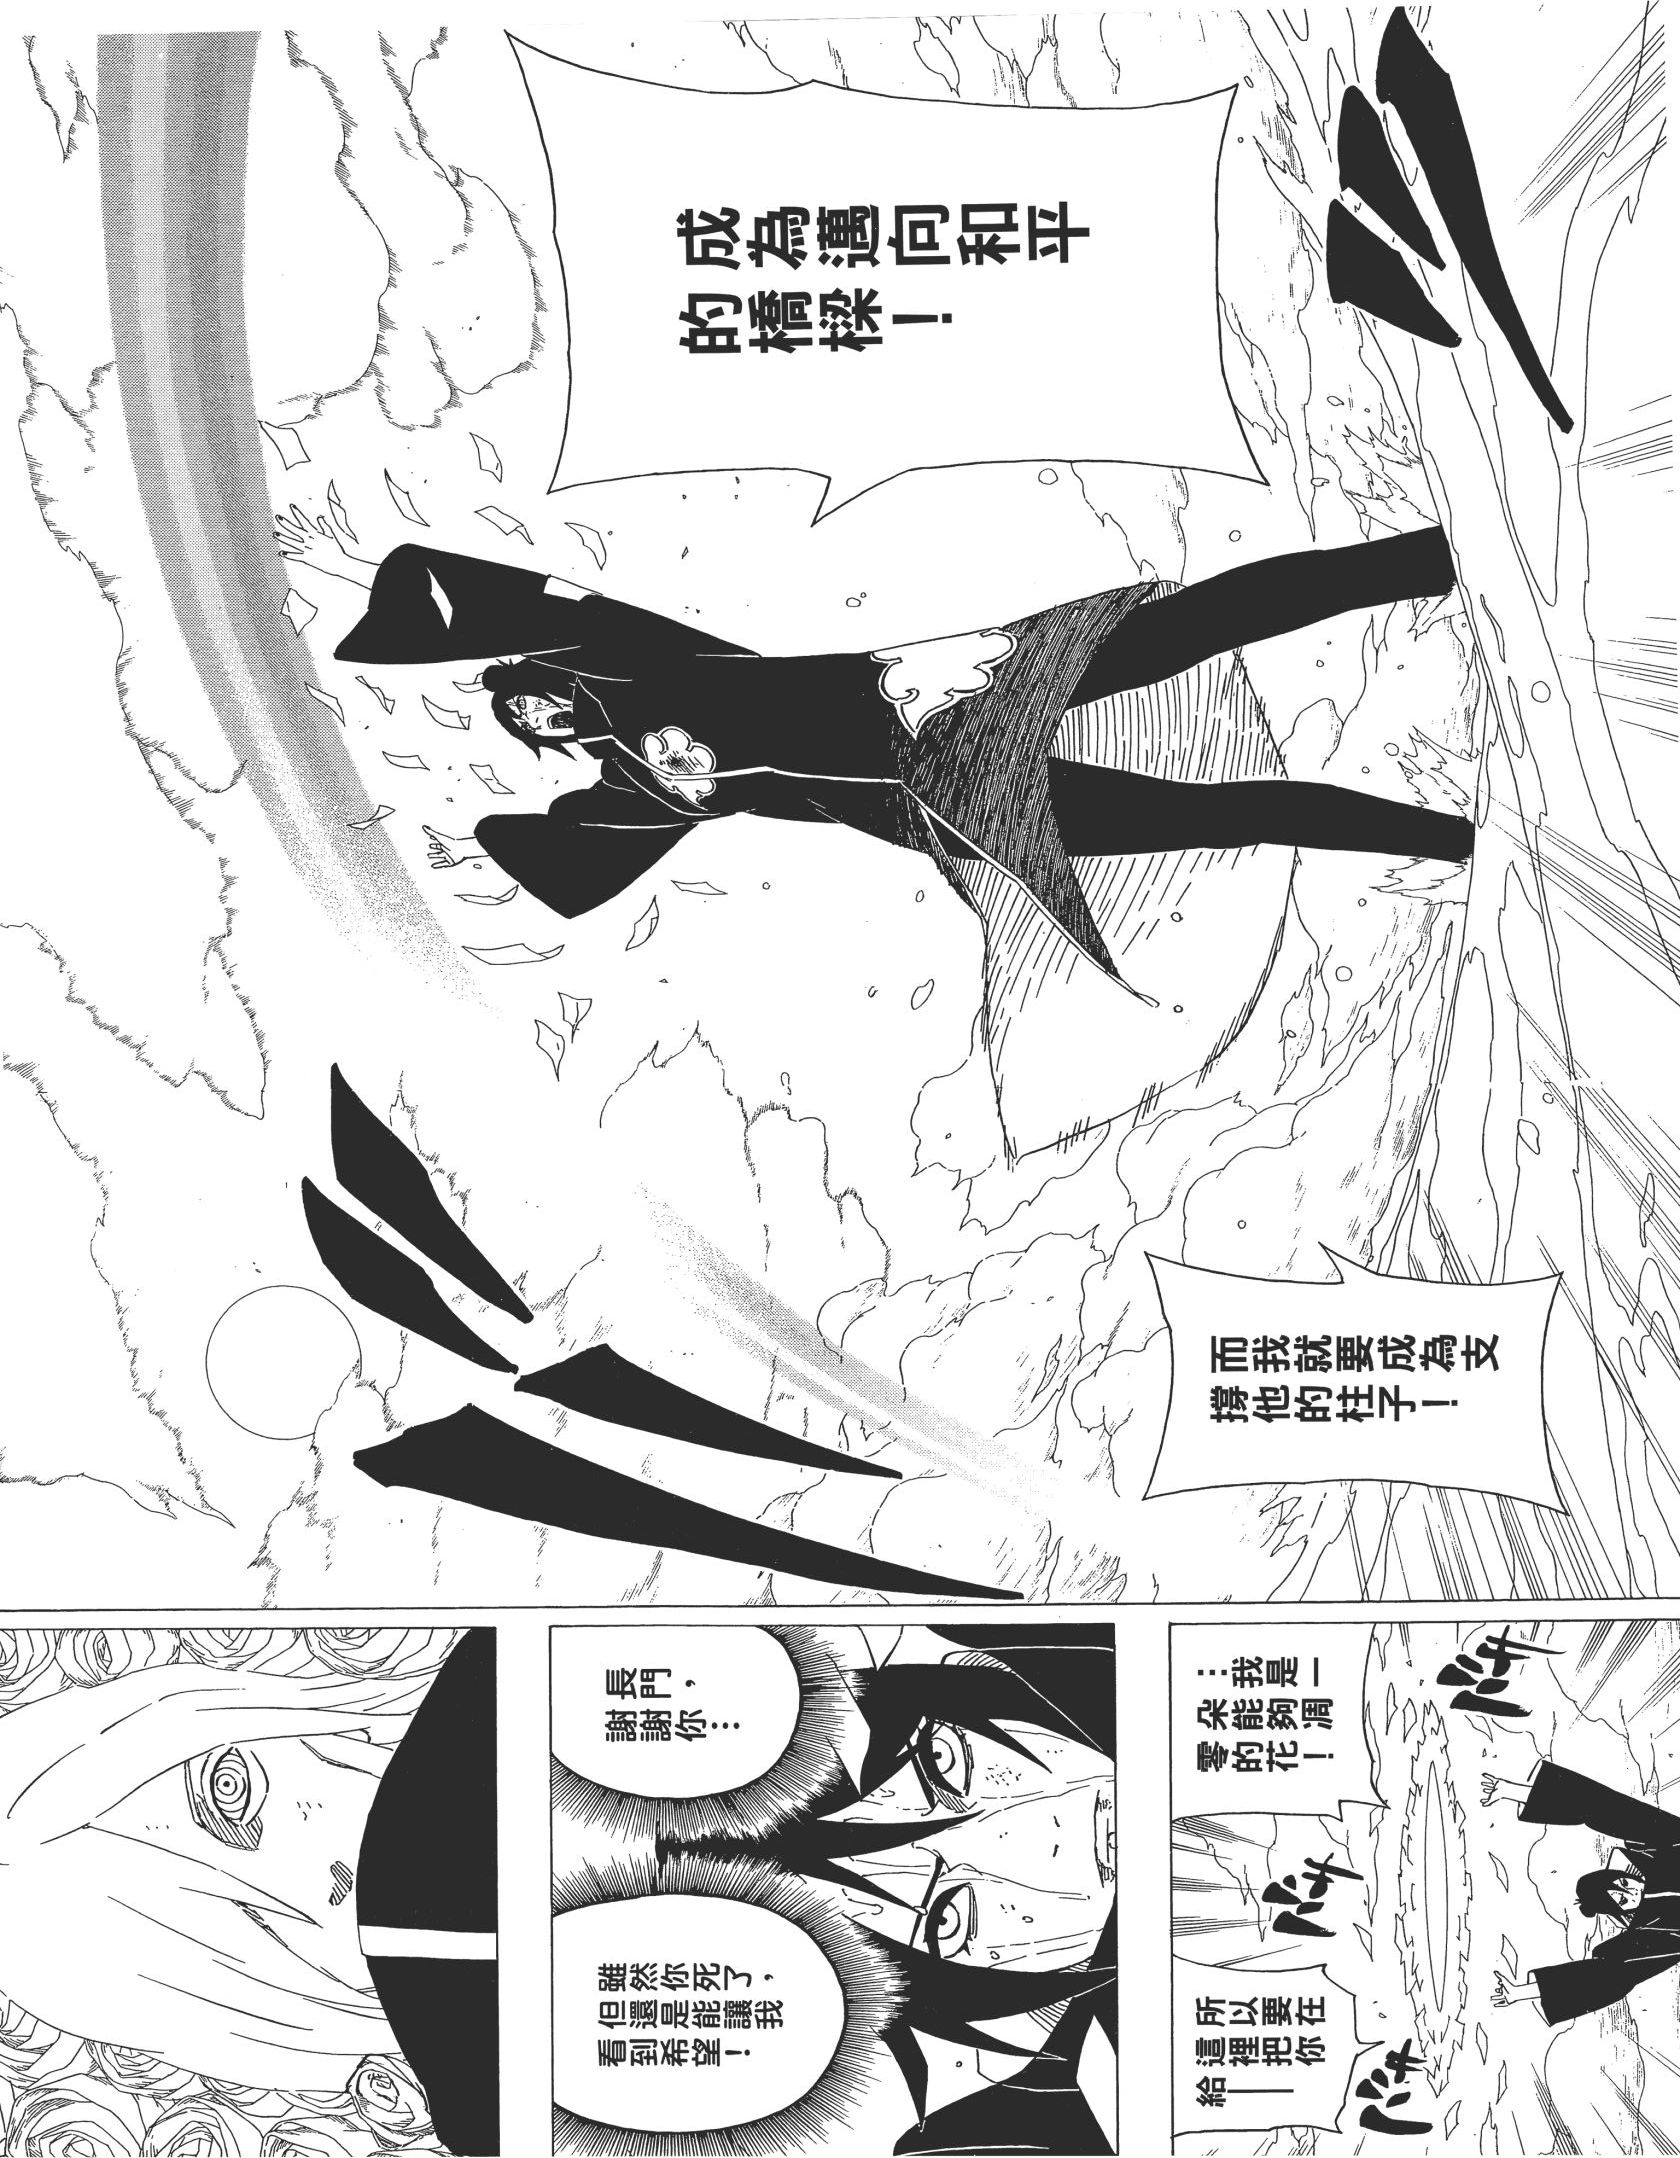 成為邁向和平
的橋樑！
而我就要成為支
撐他的柱子！
長門，
謝謝你…
雖然你死了，
但還是能讓我
看到希望！
…我是一
朵能夠凋
零的花！
所以要在
這裡把你
給——